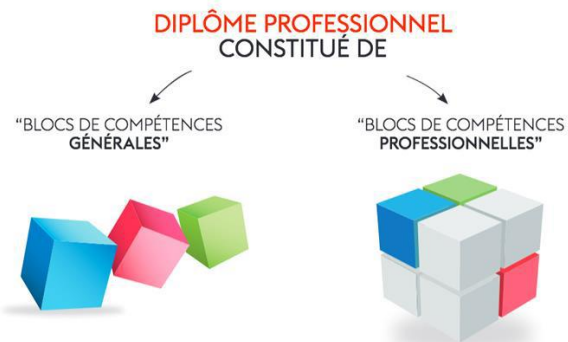 DIPLÔME PROFESSIONNEL
CONSTITUÉ DE
“BLOCS DE COMPÉTENCES
GÉNÉRALES”
“BLOCS DE COMPÉTENCES
PROFESSIONNELLES”